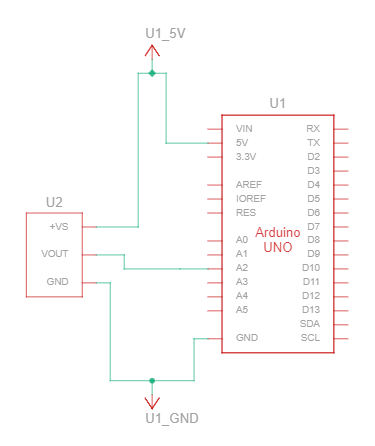 U1_5V
U1
VIN RX
5V TX
3.3V D2
D3
AREF D4
IOREF D5
RES D6
D7
A0 D8
A1 D9
A2 D10
A3 D11
A4 D12
A5 D13
SDA
GND SCL
Arduino
UNO
U2
+VS
VOUT
GND
U1_GND